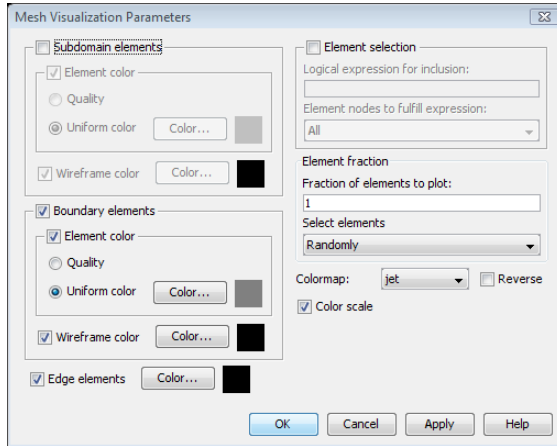 Mesh Visualization Parameters
Subdomain elements
Element color
Quality
Uniform color
Color...
Wireframe color
Color...
Boundary elements
Element color
Quality
Uniform color
Color...
Wireframe color
Color...
Edge elements
Color...
Element selection
Logical expression for inclusion:
Element nodes to fulfill expression:
All
Element fraction
Fraction of elements to plot:
1
Select elements
Randomly
Colormap:
jet
Reverse
Color scale
OK
Cancel
Apply
Help